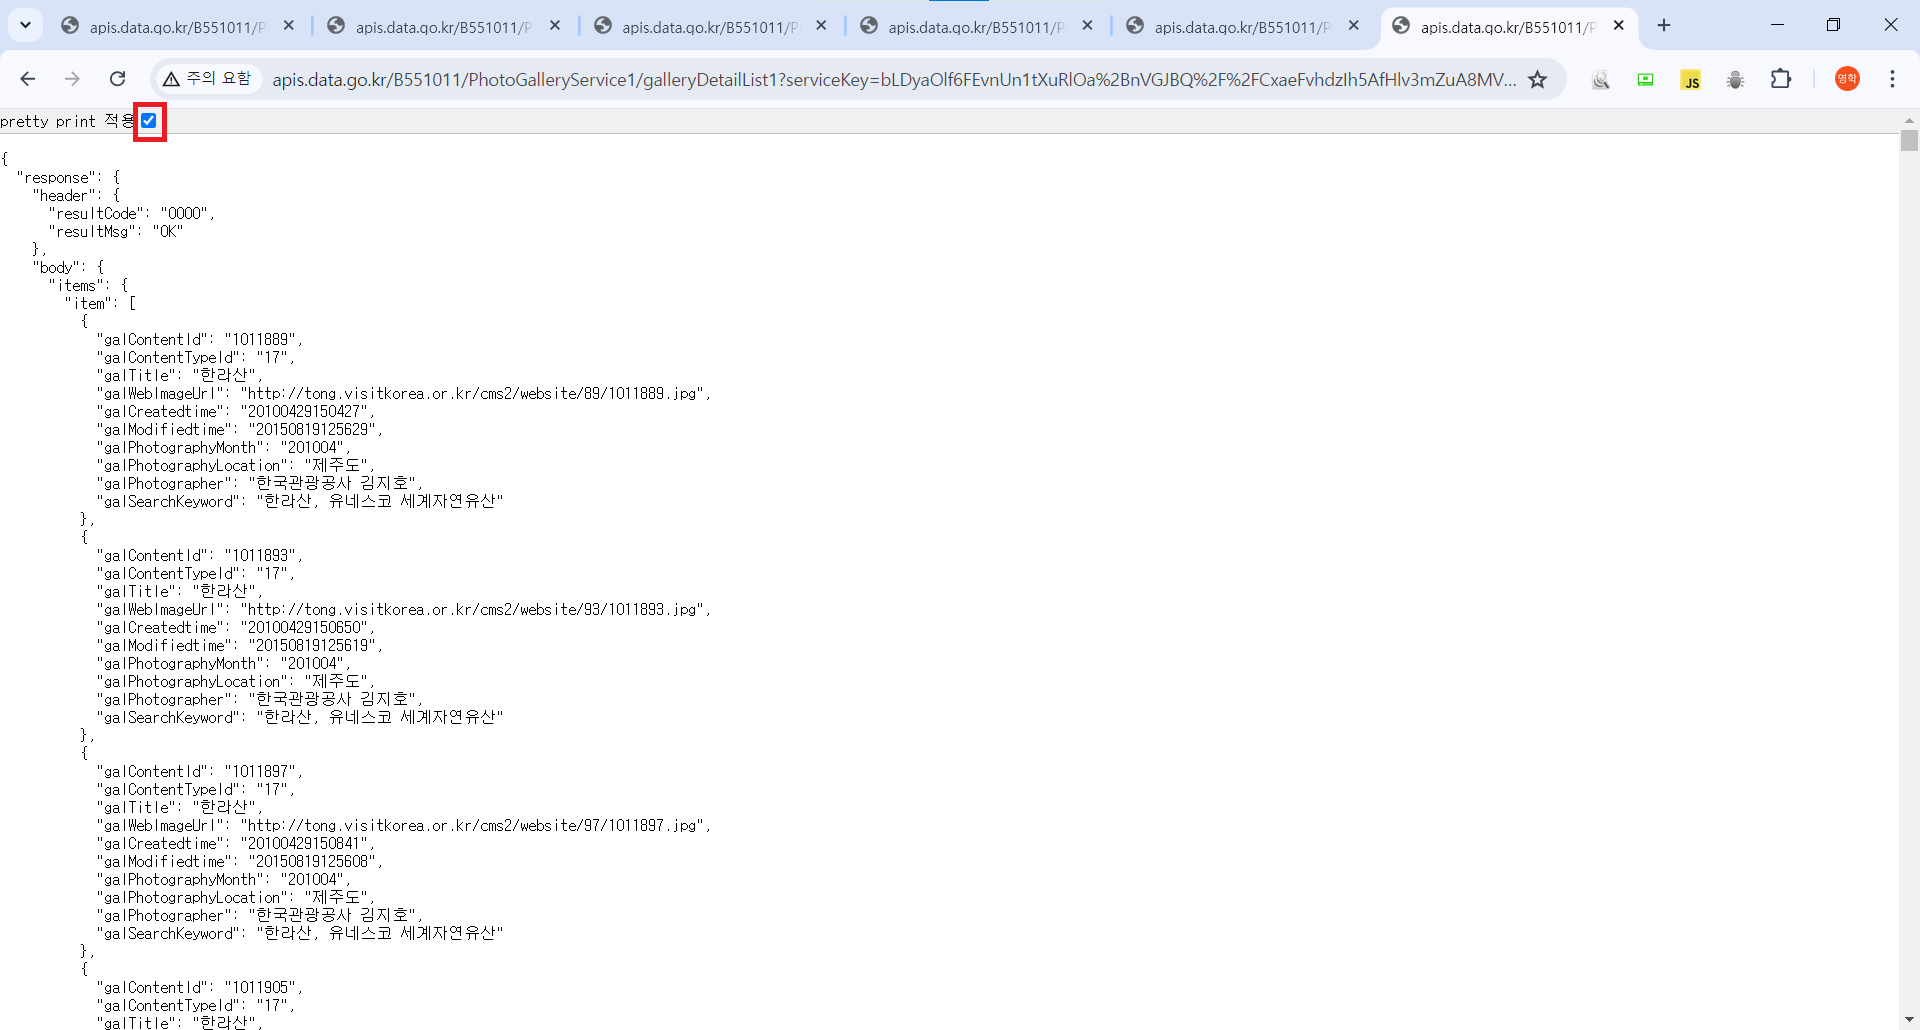 apis.data.go.kr/B551011/P
apis.data.go.kr/B551011/P
apis.data.go.kr/B551011/P
apis.data.go.kr/B551011/P
apis.data.go.kr/B551011/P
apis.data.go.kr/B551011/P
주의 요함
apis.data.go.kr/B551011/PhotoGalleryService1/galleryDetailList1?serviceKey=bLDyaOlf6FEvnUn1tXuRlOa%2BnVGJBQ%2F%2FCxaeFvhdzIh5AfHlv3mZuA8MV...
JS
영학
pretty print 적용
{
"response": {
"header": {
"resultCode": "0000",
"resultMsg": "OK"
},
"body": {
"items": {
"item": [
{
"galContentId": "1011889",
"galContentTypeId": "17",
"galTitle": "한라산",
"galWebImageUrl": "http://tong.visitkorea.or.kr/cms2/website/89/1011889.jpg",
"galCreatedtime": "20100429150427",
"galModifiedtime": "20150819125629",
"galPhotographyMonth": "201004",
"galPhotographyLocation": "제주도",
"galPhotographer": "한국관광공사 김지호",
"galSearchKeyword": "한라산, 유네스코 세계자연유산"
},
{
"galContentId": "1011893",
"galContentTypeId": "17",
"galTitle": "한라산",
"galWebImageUrl": "http://tong.visitkorea.or.kr/cms2/website/93/1011893.jpg",
"galCreatedtime": "20100429150650",
"galModifiedtime": "20150819125619",
"galPhotographyMonth": "201004",
"galPhotographyLocation": "제주도",
"galPhotographer": "한국관광공사 김지호",
"galSearchKeyword": "한라산, 유네스코 세계자연유산"
},
{
"galContentId": "1011897",
"galContentTypeId": "17",
"galTitle": "한라산",
"galWebImageUrl": "http://tong.visitkorea.or.kr/cms2/website/97/1011897.jpg",
"galCreatedtime": "20100429150841",
"galModifiedtime": "20150819125608",
"galPhotographyMonth": "201004",
"galPhotographyLocation": "제주도",
"galPhotographer": "한국관광공사 김지호",
"galSearchKeyword": "한라산, 유네스코 세계자연유산"
},
{
"galContentId": "1011905",
"galContentTypeId": "17",
"galTitle": "한라산",